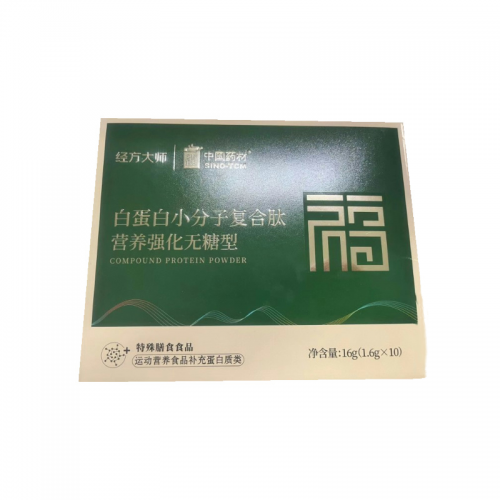 经方大师
中国药材
SINO-TCM
白蛋白小分子复合肽
营养强化无糖型
COMPOUND PROTEIN POWDER
福
特殊膳食食品
运动营养食品补充蛋白质类
净含量:16g(1.6g×10)